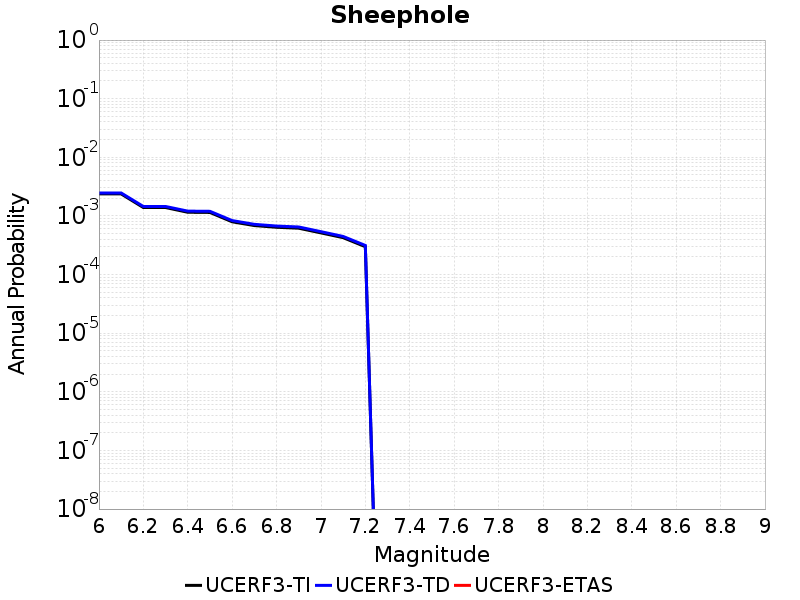 Sheephole
10^0
10^-1
10^-2
10^-3
10^-4
10^-5
10^-6
10^-7
10^-8
Annual Probability
6 6.2 6.4 6.6 6.8 7 7.2 7.4 7.6 7.8 8 8.2 8.4 8.6 8.8 9
Magnitude
UCERF3-TI UCERF3-TD UCERF3-ETAS